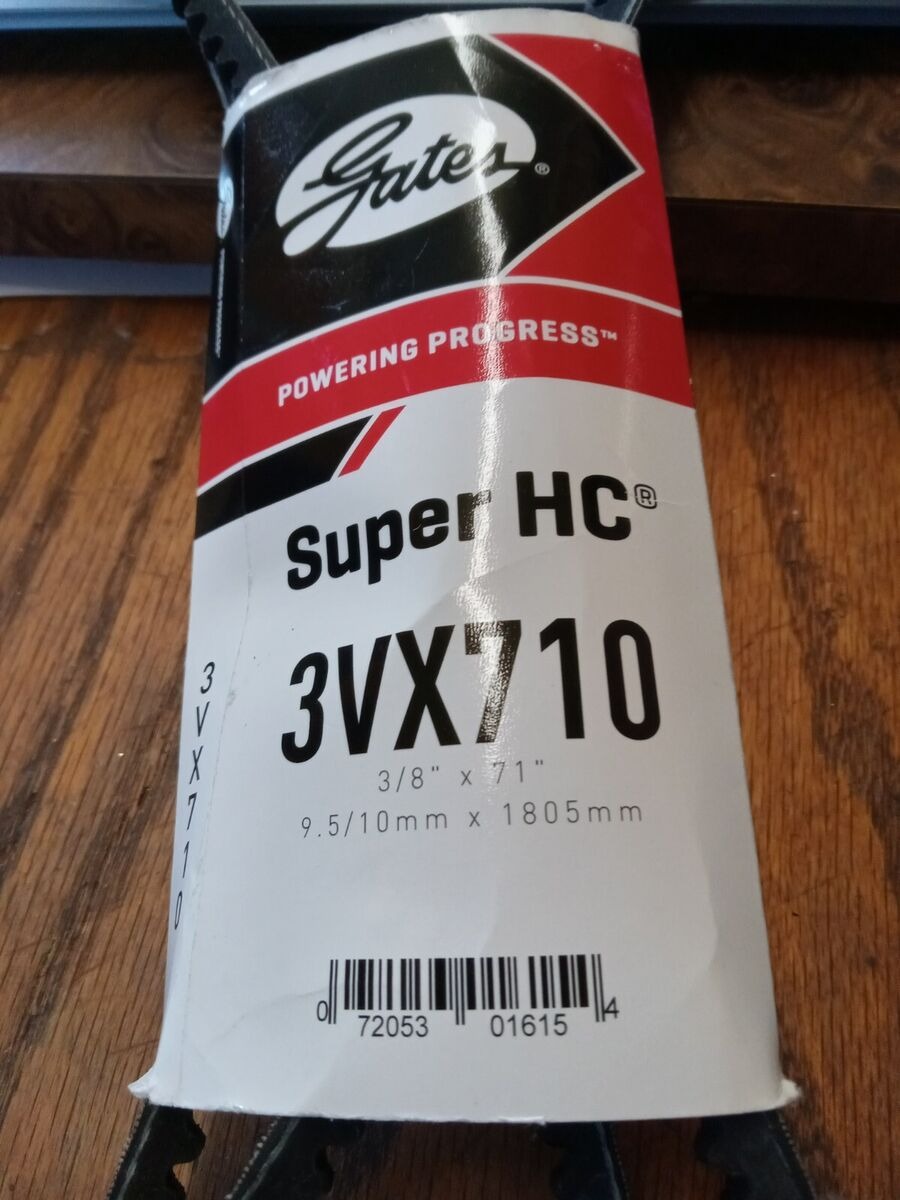 Gates®
POWERING PROGRESS™
Super HC®
3VX710
3/8" x 71"
9.5/10mm x 1805mm
3VX710
0 72053 01615 4